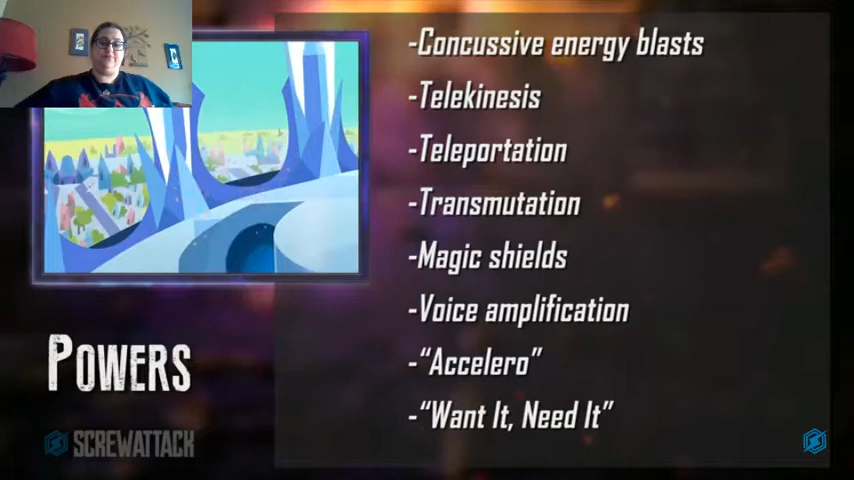 -Concussive energy blasts
-Telekinesis
-Teleportation
-Transmutation
-Magic shields
-Voice amplification
-“Accelero”
-“Want It, Need It”
POWERS
SCREWATTACK